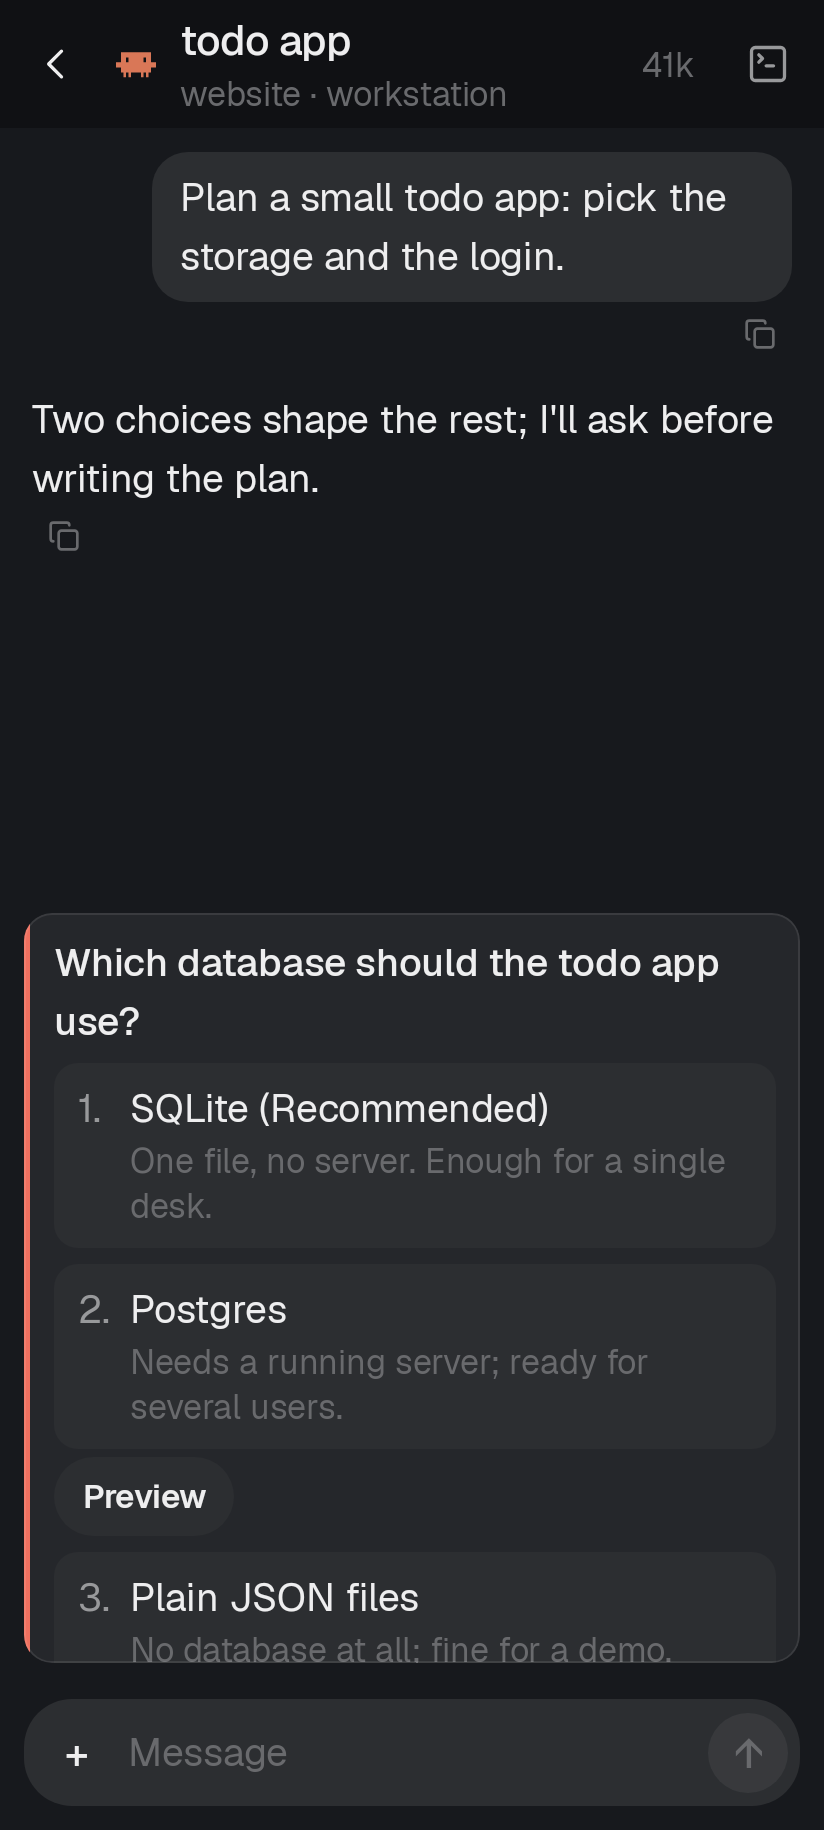 todo app
website · workstation
41k
Plan a small todo app: pick the
storage and the login.
Two choices shape the rest; I'll ask before
writing the plan.
Which database should the todo app
use?
1. SQLite (Recommended)
One file, no server. Enough for a single
desk.
2. Postgres
Needs a running server; ready for
several users.
Preview
3. Plain JSON files
No database at all; fine for a demo.
+ Message